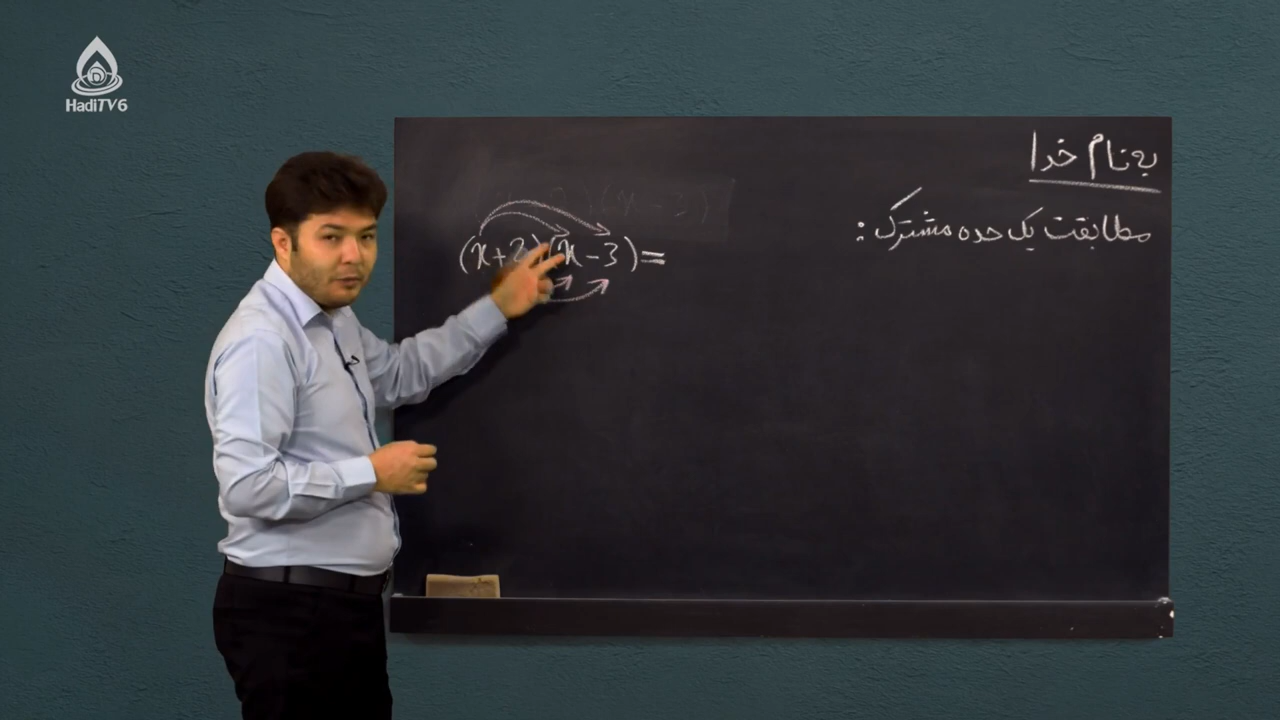 HadiTV6
به نام خدا
مطابقت یک حده مشترک :
(x+2)(x-3)=